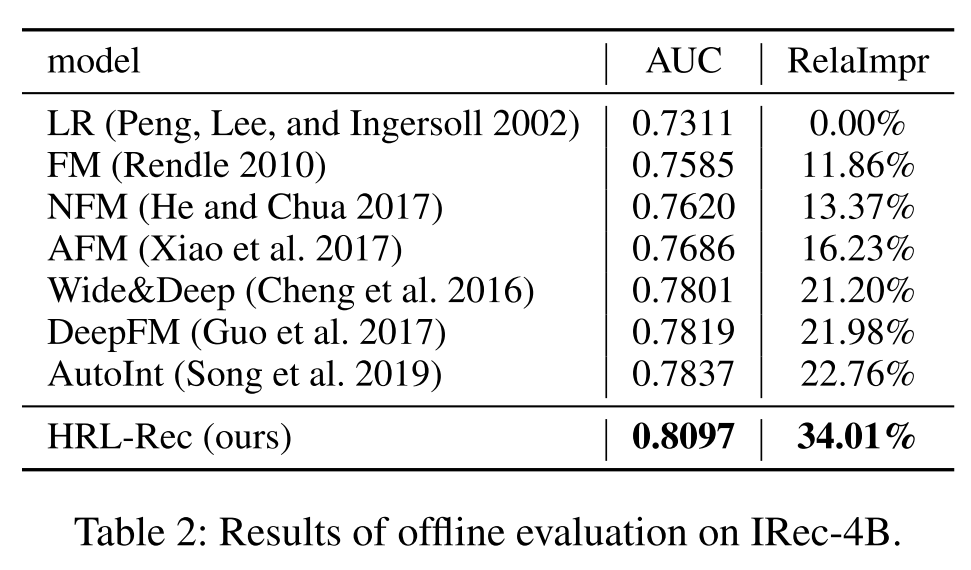 model AUC RelaImpr
LR (Peng, Lee, and Ingersoll 2002) 0.7311 0.00%
FM (Rendle 2010) 0.7585 11.86%
NFM (He and Chua 2017) 0.7620 13.37%
AFM (Xiao et al. 2017) 0.7686 16.23%
Wide&Deep (Cheng et al. 2016) 0.7801 21.20%
DeepFM (Guo et al. 2017) 0.7819 21.98%
AutoInt (Song et al. 2019) 0.7837 22.76%
HRL-Rec (ours) 0.8097 34.01%
Table 2: Results of offline evaluation on IRec-4B.